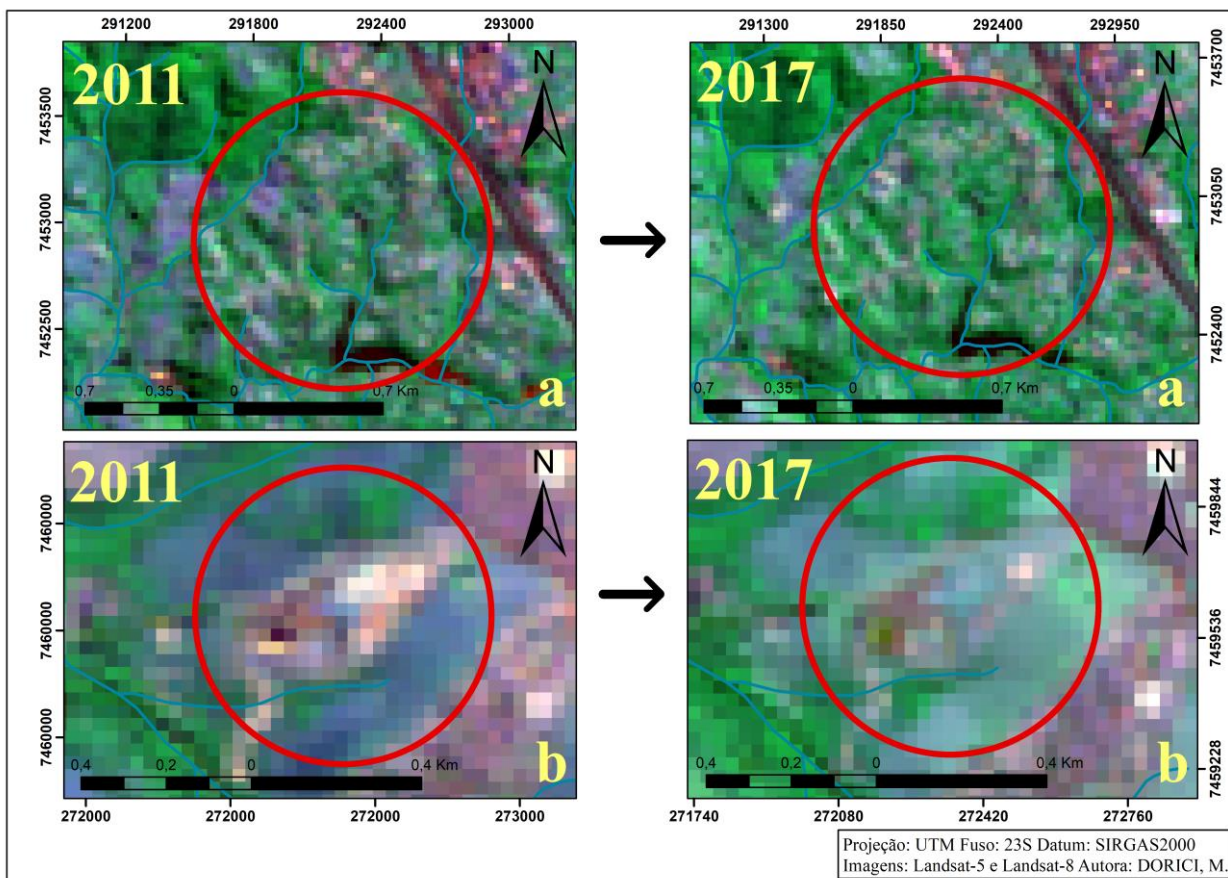 291200 291800 292400 293000
291300 291850 292400 292950
2011
N
7453500
7453000
7452500
0,7 0,35 0 0,7 Km
a
2017
N
7453700
7453050
7452400
0,7 0,35 0 0,7 Km
a
2011
N
7460000
7460000
7460000
0,4 0,2 0 0,4 Km
b
272000 272000 272000 273000
2017
N
7459844
7459536
7459228
0,4 0,2 0 0,4 Km
b
271740 272080 272420 272760
Projeção: UTM Fuso: 23S Datum: SIRGAS2000
Imagens: Landsat-5 e Landsat-8 Autora: DORICI, M.